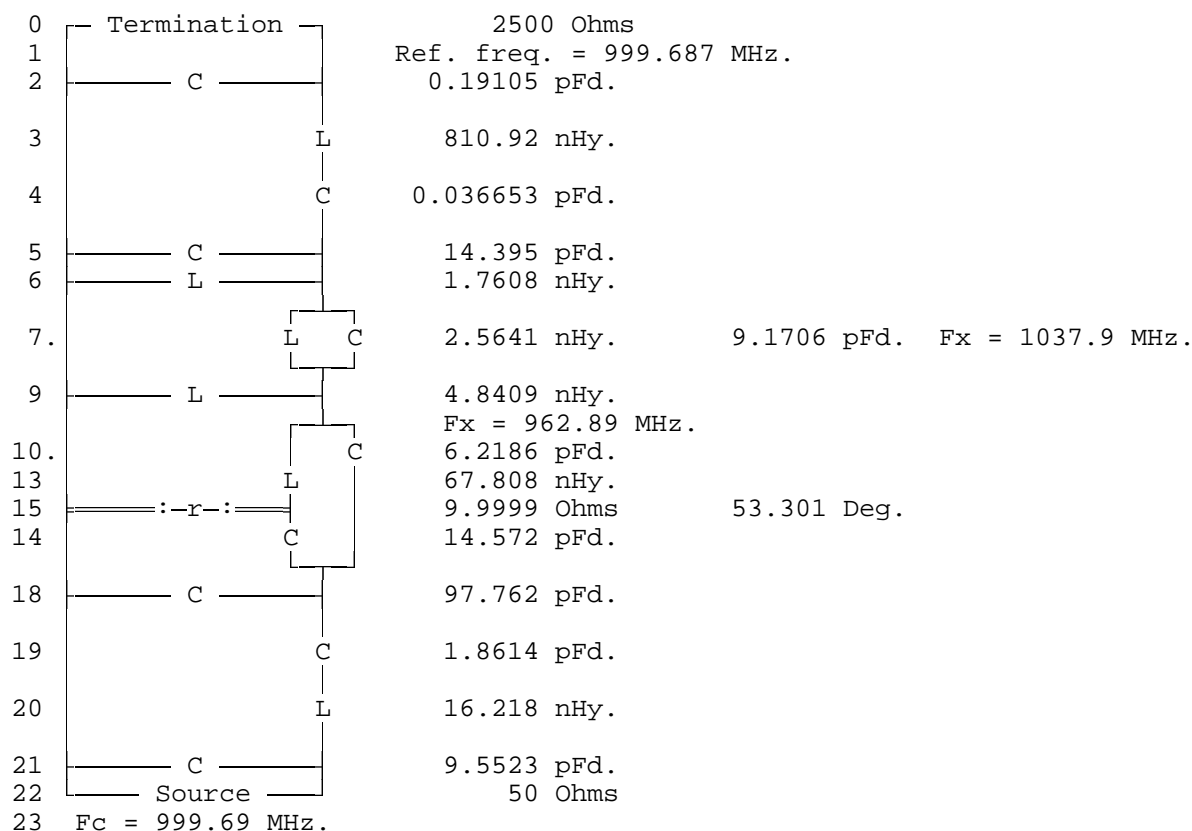 0 Termination 2500 Ohms
1 Ref. freq. = 999.687 MHz.
2 C 0.19105 pFd.
3 L 810.92 nHy.
4 C 0.036653 pFd.
5 C 14.395 pFd.
6 L 1.7608 nHy.
7. L C 2.5641 nHy. 9.1706 pFd. Fx = 1037.9 MHz.
9 L 4.8409 nHy.
Fx = 962.89 MHz.
10. C 6.2186 pFd.
13 L 67.808 nHy.
15 :-r-: 9.9999 Ohms 53.301 Deg.
14 C 14.572 pFd.
18 C 97.762 pFd.
19 C 1.8614 pFd.
20 L 16.218 nHy.
21 C 9.5523 pFd.
22 Source 50 Ohms
23 Fc = 999.69 MHz.